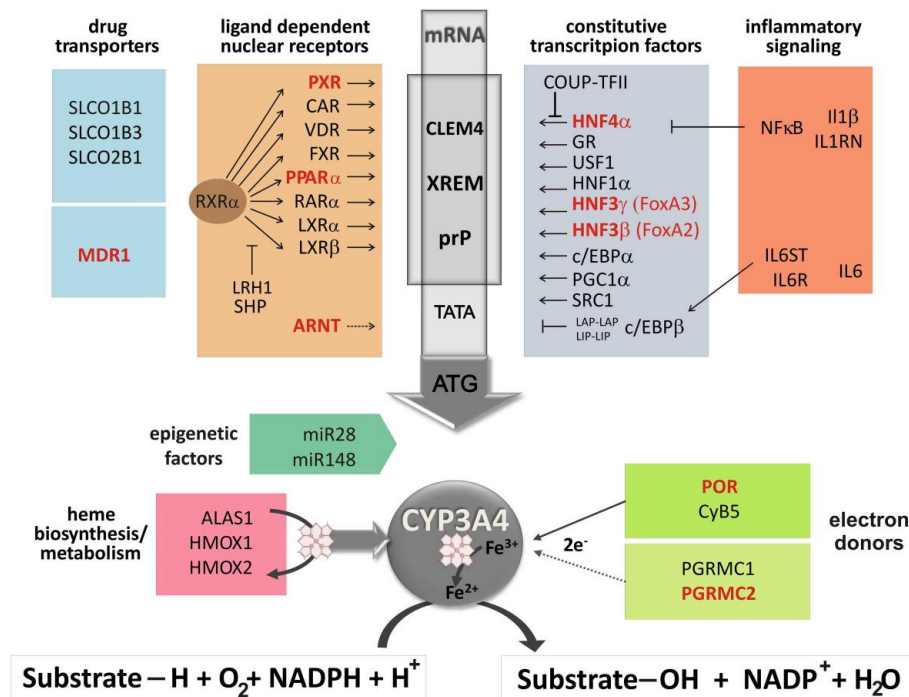 drug
transporters
SLCO1B1
SLCO1B3
SLCO2B1
MDR1
ligand dependent
nuclear receptors
RXRα
PXR
CAR
VDR
FXR
PPARα
RARα
LXRα
LXRβ
LRH1
SHP
ARNT
mRNA
CLEM4
XREM
prP
TATA
ATG
constitutive
transcritpion factors
COUP-TFII
HNF4α
GR
USF1
HNF1α
HNF3γ (FoxA3)
HNF3β (FoxA2)
c/EBPα
PGC1α
SRC1
LAP-LAP
LIP-LIP
c/EBPβ
inflammatory
signaling
NFκB
Il1β
IL1RN
IL6ST
IL6R
IL6
epigenetic
factors
miR28
miR148
heme
biosynthesis/
metabolism
ALAS1
HMOX1
HMOX2
CYP3A4
Fe³⁺
Fe²⁺
2e⁻
POR
CyB5
PGRMC1
PGRMC2
electron
donors
Substrate – H + O₂ + NADPH + H⁺
Substrate – OH + NADP⁺ + H₂O